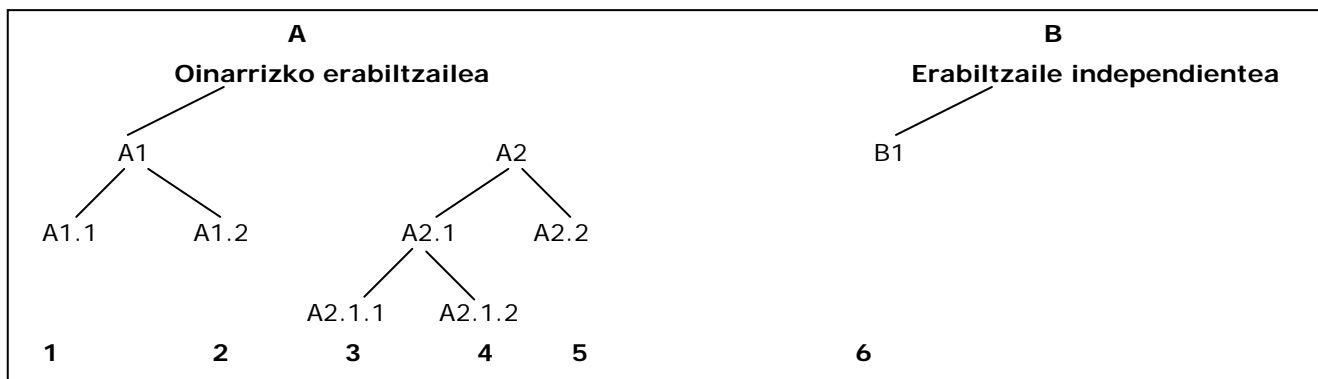 A B
Oinarrizko erabiltzailea Erabiltzaile independientea
A1 A2 B1
A1.1 A1.2 A2.1 A2.2
A2.1.1 A2.1.2
1 2 3 4 5 6